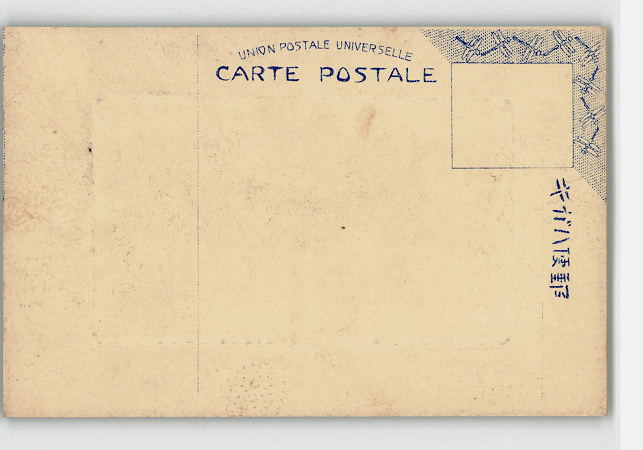 UNION POSTALE UNIVERSELLE
CARTE POSTALE
郵便ハガキ